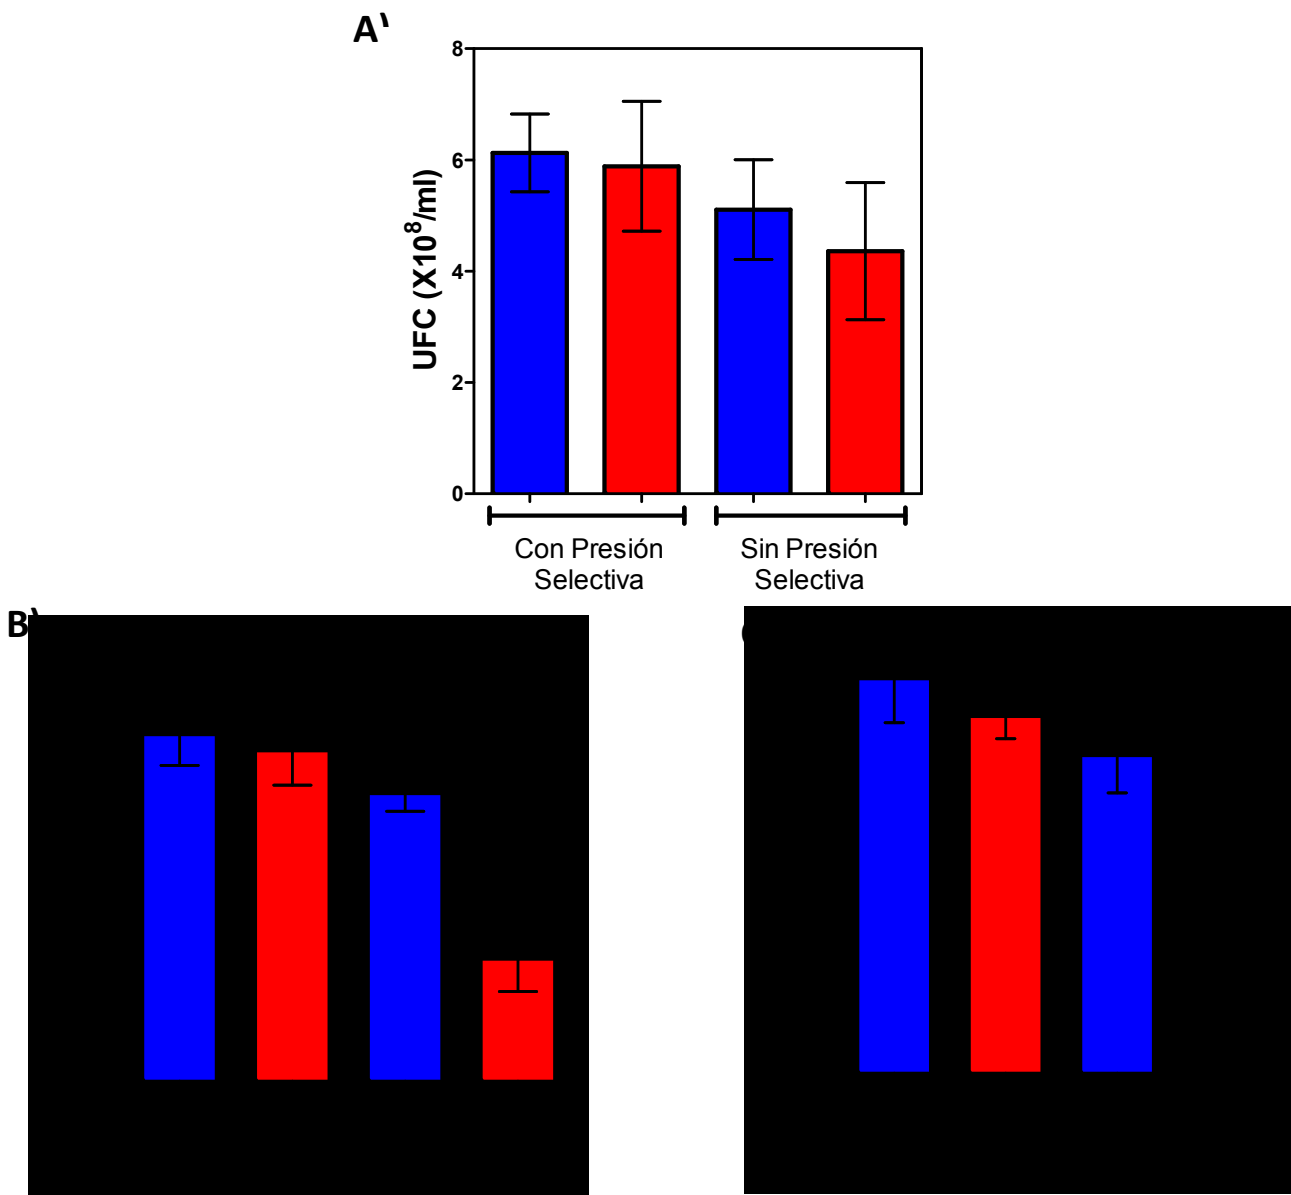 A)
8
6
4
2
0
UFC (X10⁸/ml)
Con Presión
Selectiva
Sin Presión
Selectiva
B)